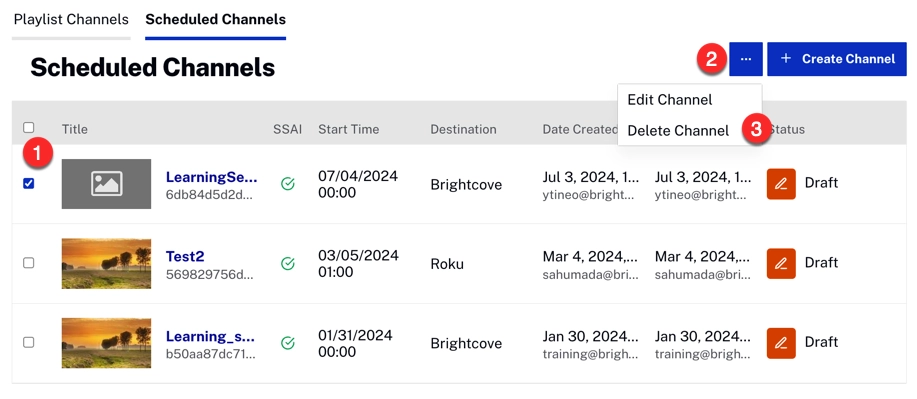 Playlist Channels Scheduled Channels
Scheduled Channels
2 ... + Create Channel
Edit Channel
Delete Channel 3
Title SSAI Start Time Destination Date Created Status
1
LearningSe... 07/04/2024 Brightcove Jul 3, 2024, 1... Jul 3, 2024, 1... Draft
6db84d5d2d... 00:00 ytineo@bright... ytineo@bright...
Test2 03/05/2024 Roku Mar 4, 2024,... Mar 4, 2024,... Draft
569829756d... 01:00 sahumada@bri... sahumada@bri...
Learning_s... 01/31/2024 Brightcove Jan 30, 2024... Jan 30, 2024... Draft
b50aa87dc71... 00:00 training@brigh... training@brigh...